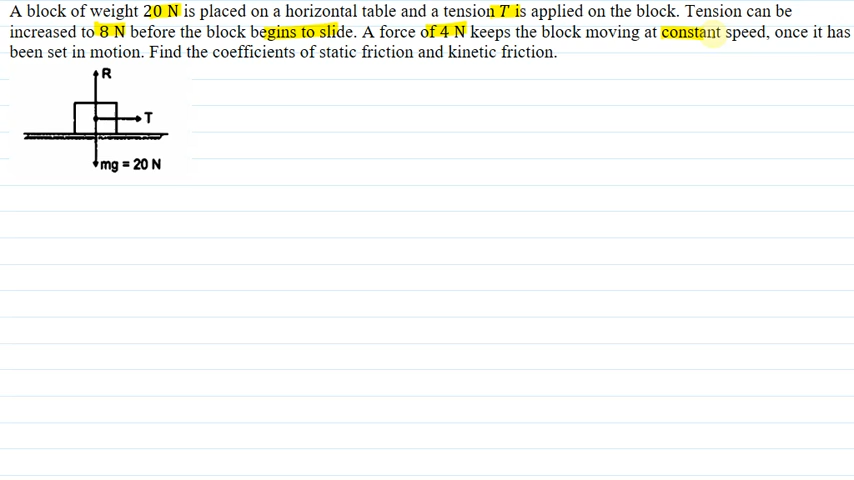 A block of weight 20 N is placed on a horizontal table and a tension T is applied on the block. Tension can be
increased to 8 N before the block begins to slide. A force of 4 N keeps the block moving at constant speed, once it has
been set in motion. Find the coefficients of static friction and kinetic friction.
R
T
mg = 20 N